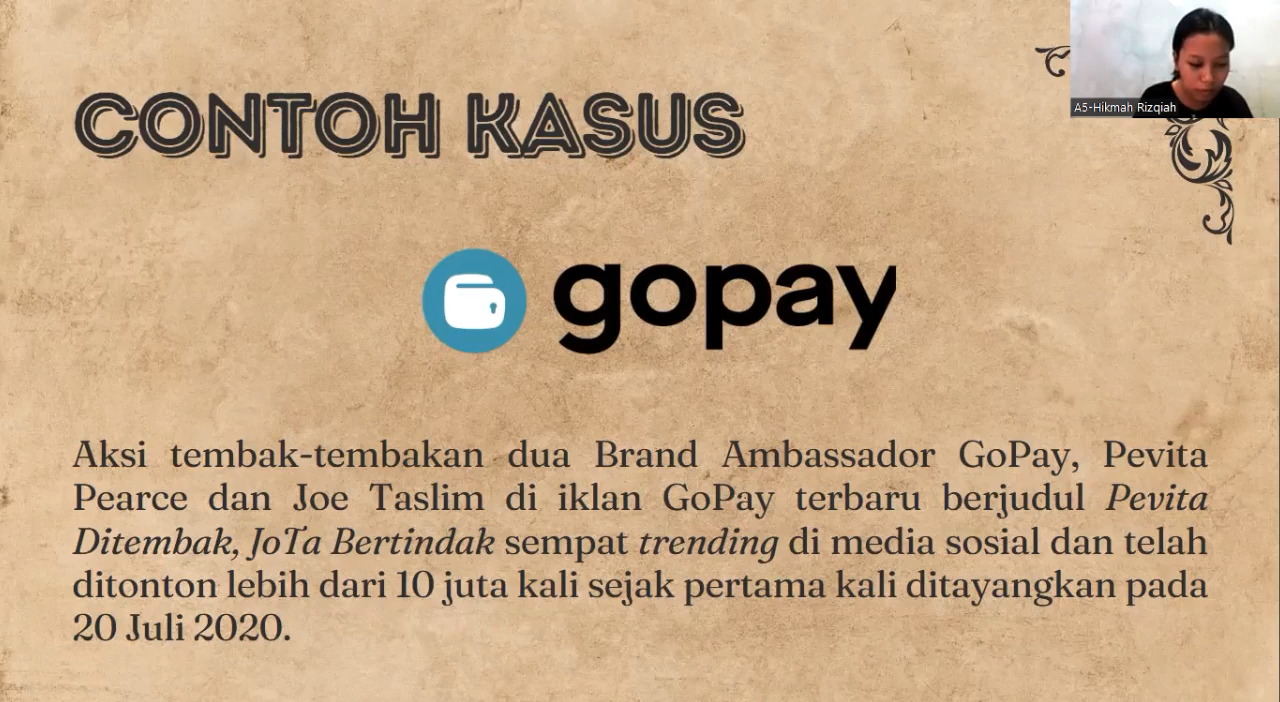 CONTOH KASUS
A5-Hikmah Rizqiah
gopay
Aksi tembak-tembakan dua Brand Ambassador GoPay, Pevita
Pearce dan Joe Taslim di iklan GoPay terbaru berjudul Pevita
Ditembak, JoTa Bertindak sempat trending di media sosial dan telah
ditonton lebih dari 10 juta kali sejak pertama kali ditayangkan pada
20 Juli 2020.